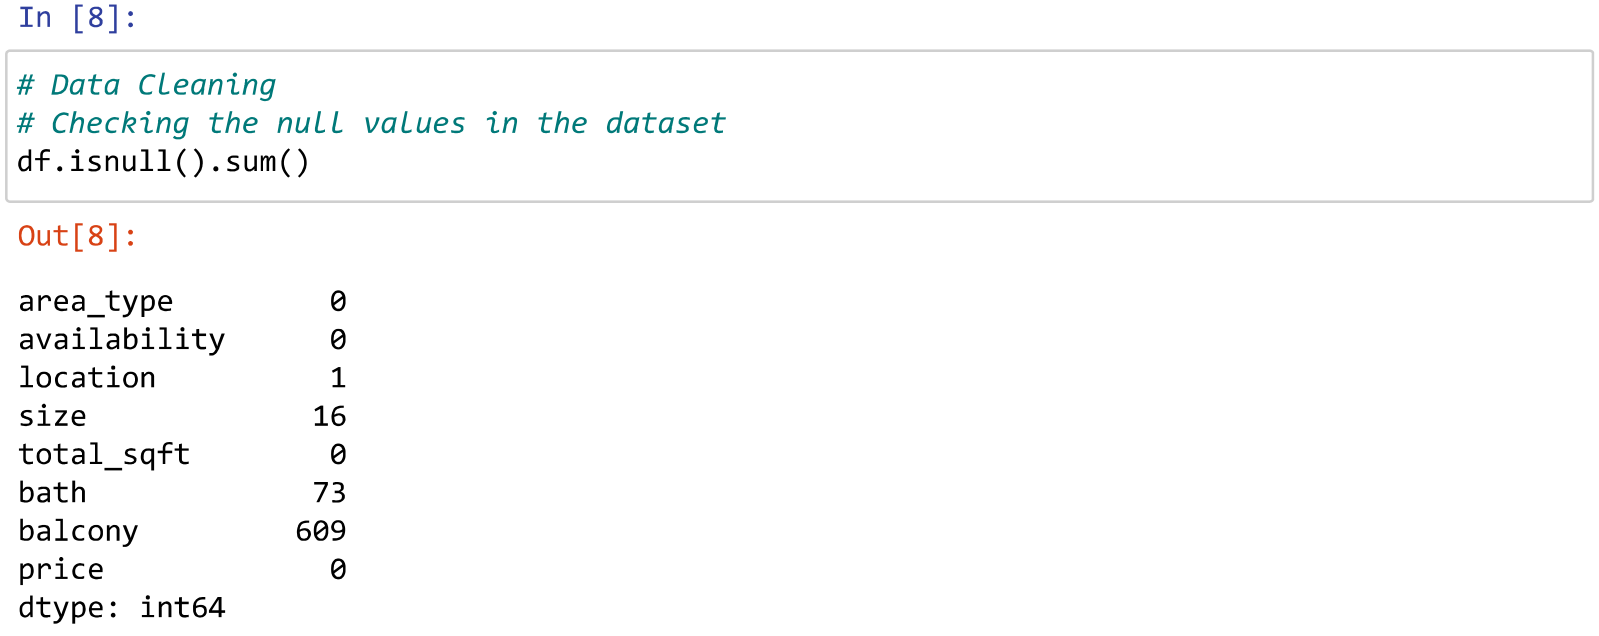 In [8]:
# Data Cleaning
# Checking the null values in the dataset
df.isnull().sum()
Out[8]:
area_type         0
availability      0
location          1
size             16
total_sqft        0
bath             73
balcony         609
price             0
dtype: int64